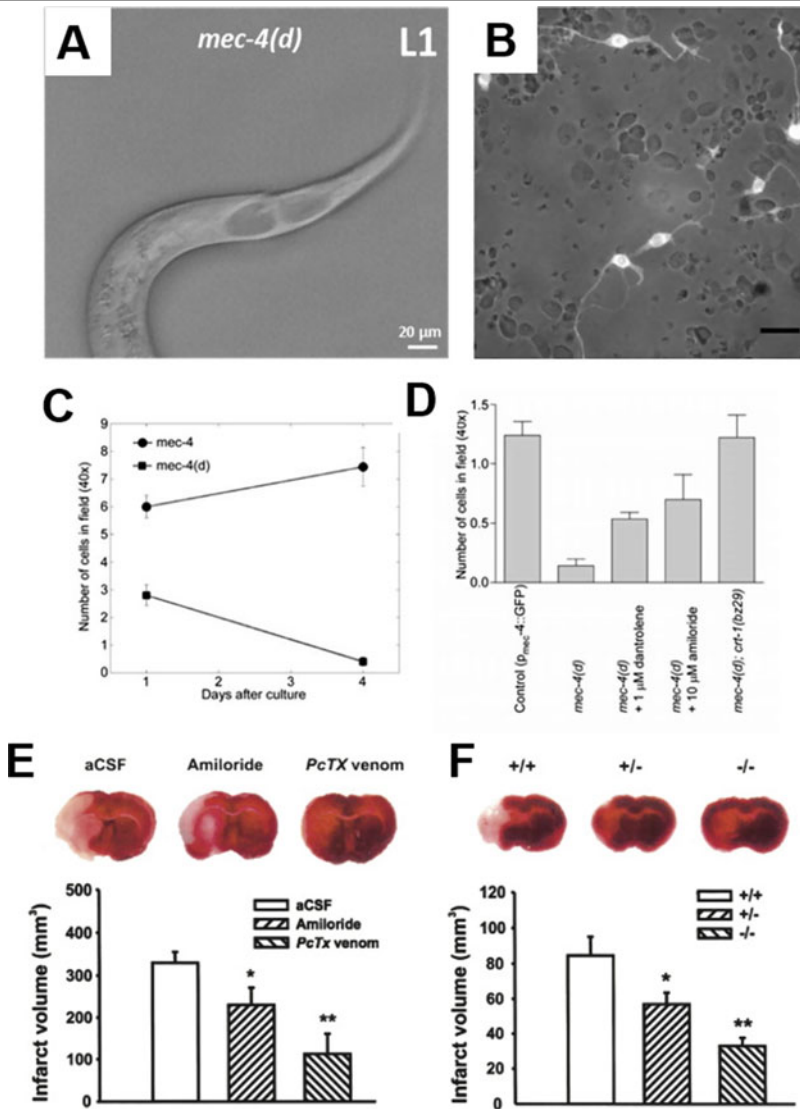 A
mec-4(d)
L1
20 µm
B
C
Number of cells in field (40x)
9
8
7
6
5
4
3
2
1
0
mec-4
mec-4(d)
1
2
3
4
Days after culture
D
Number of cells in field (40x)
1.5
1.0
0.5
0.0
Control (pmec-4::GFP)
mec-4(d)
mec-4(d)
+ 1 µM dantrolene
mec-4(d)
+ 10 µM amiloride
mec-4(d); crt-1(bz29)
E
aCSF
Amiloride
PcTX venom
Infarct volume (mm³)
500
400
300
200
100
0
aCSF
Amiloride
PcTx venom
*
**
F
+/+
+/-
-/-
Infarct volume (mm³)
120
100
80
60
40
20
0
+/+
+/-
-/-
*
**